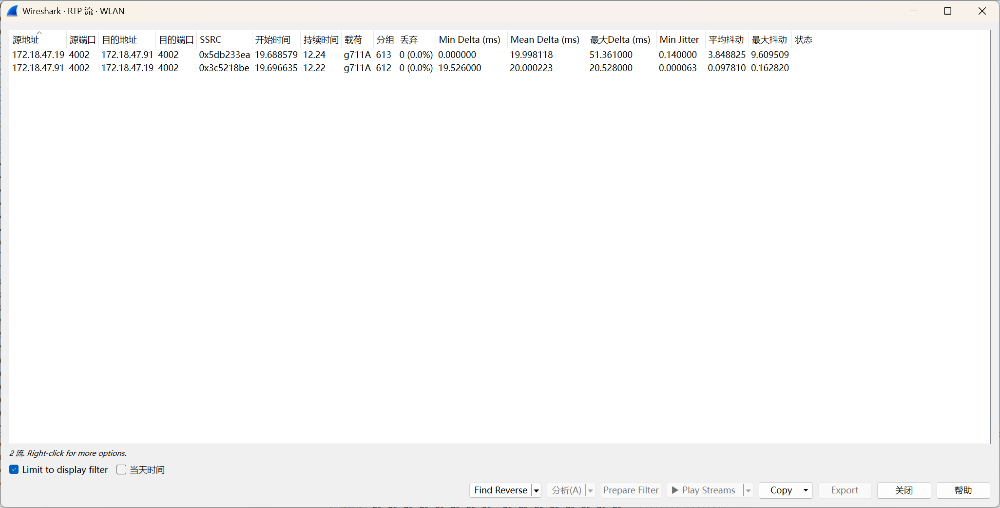 Wireshark · RTP 流 · WLAN
源地址 源端口 目的地址 目的端口 SSRC 开始时间 持续时间 载荷 分组 丢弃 Min Delta (ms) Mean Delta (ms) 最大Delta (ms) Min Jitter 平均抖动 最大抖动 状态
172.18.47.19 4002 172.18.47.91 4002 0x5db233ea 19.688579 12.24 g711A 613 0 (0.0%) 0.000000 19.998118 51.361000 0.140000 3.848825 9.609509
172.18.47.91 4002 172.18.47.19 4002 0x3c5218be 19.696635 12.22 g711A 612 0 (0.0%) 19.526000 20.000223 20.528000 0.000063 0.097810 0.162820
2 流. Right-click for more options.
Limit to display filter 当天时间
Find Reverse 分析(A) Prepare Filter Play Streams Copy Export 关闭 帮助